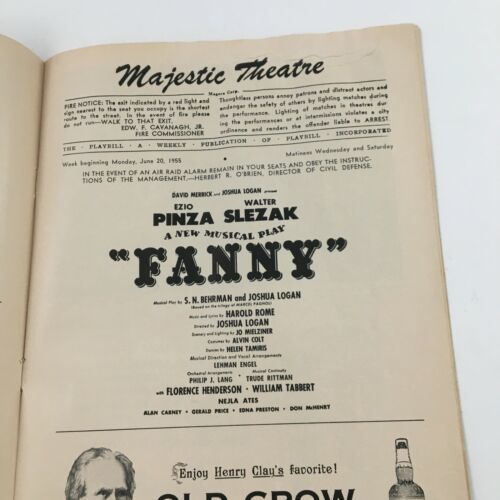 Majestic Theatre
Magoro Corp.
FIRE NOTICE: The exit indicated by a red light and
sign nearest to the seat you occupy is the shortest
route to the street. In the event of fire please
do not run—WALK TO THAT EXIT.
EDW. F. CAVANAGH, JR.
FIRE COMMISSIONER
Thoughtless persons annoy patrons and distract actors and
endanger the safety of others by lighting matches during
the performance. Lighting of matches in theatres dur-
ing the performances or at intermissions violates a city
ordinance and renders the offender liable to ARREST
THE · PLAYBILL · A · WEEKLY · PUBLICATION · OF · PLAYBILL · INCORPORATED
Week beginning Monday, June 20, 1955 Matinees Wednesday and Saturday
IN THE EVENT OF AN AIR RAID ALARM REMAIN IN YOUR SEATS AND OBEY THE INSTRUC-
TIONS OF THE MANAGEMENT.—HERBERT R. O'BRIEN, DIRECTOR OF CIVIL DEFENSE.
DAVID MERRICK and JOSHUA LOGAN present
EZIO WALTER
PINZA SLEZAK
A NEW MUSICAL PLAY
"FANNY"
Musical Play by S. N. BEHRMAN and JOSHUA LOGAN
(Based on the trilogy of MARCEL PAGNOL)
Music and Lyrics by HAROLD ROME
Directed by JOSHUA LOGAN
Scenery and Lighting by JO MIELZINER
Costumes by ALVIN COLT
Dances by HELEN TAMIRIS
Musical Direction and Vocal Arrangements
LEHMAN ENGEL
Orchestral Arrangements Musical Continuity
PHILIP J. LANG TRUDE RITTMAN
with FLORENCE HENDERSON · WILLIAM TABBERT
NEJLA ATES
ALAN CARNEY · GERALD PRICE · EDNA PRESTON · DON McHENRY
Enjoy Henry Clay's favorite!
OLD CROW